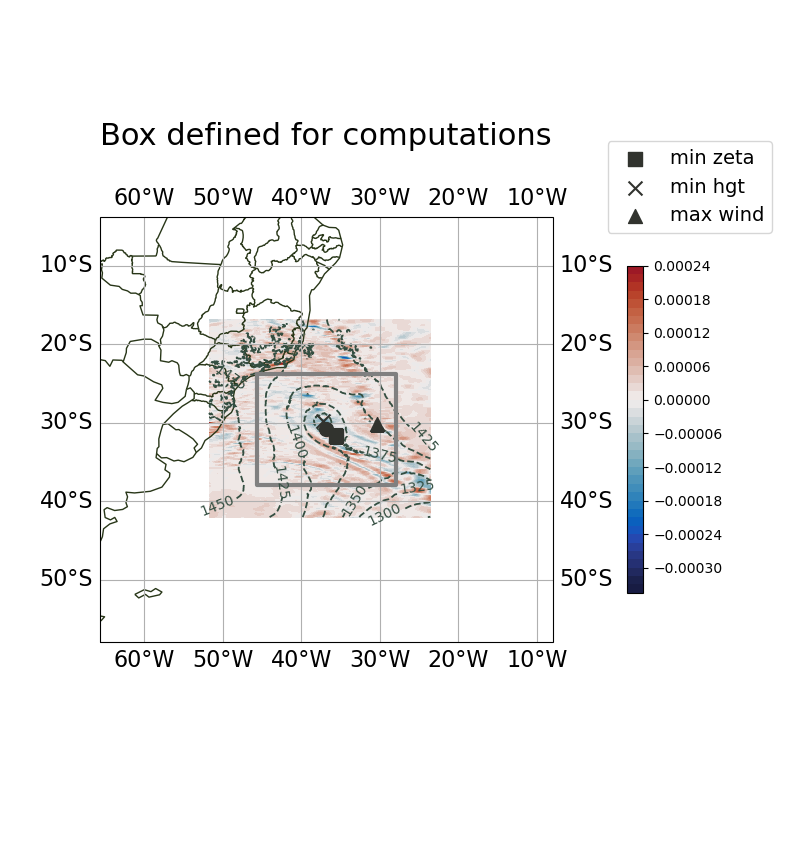 Box defined for computations
min zeta
min hgt
max wind
60°W 50°W 40°W 30°W 20°W 10°W
10°S 10°S
20°S 20°S
30°S 30°S
40°S 40°S
50°S 50°S
60°W 50°W 40°W 30°W 20°W 10°W
1425
1400
1375
1425
1325
1350
1450
1300
0.00024
0.00018
0.00012
0.00006
0.00000
−0.00006
−0.00012
−0.00018
−0.00024
−0.00030